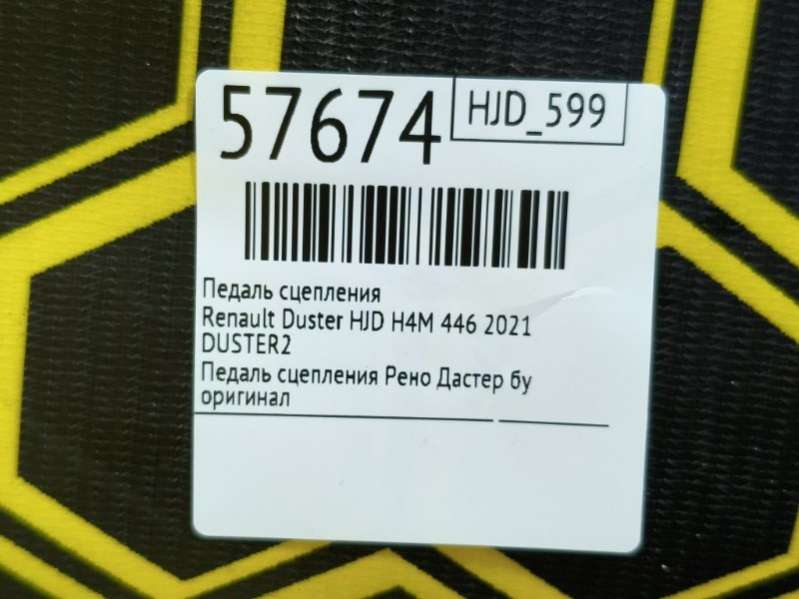 57674
HJD_599
Педаль сцепления
Renault Duster HJD H4M 446 2021
DUSTER2
Педаль сцепления Рено Дастер бу
оригинал